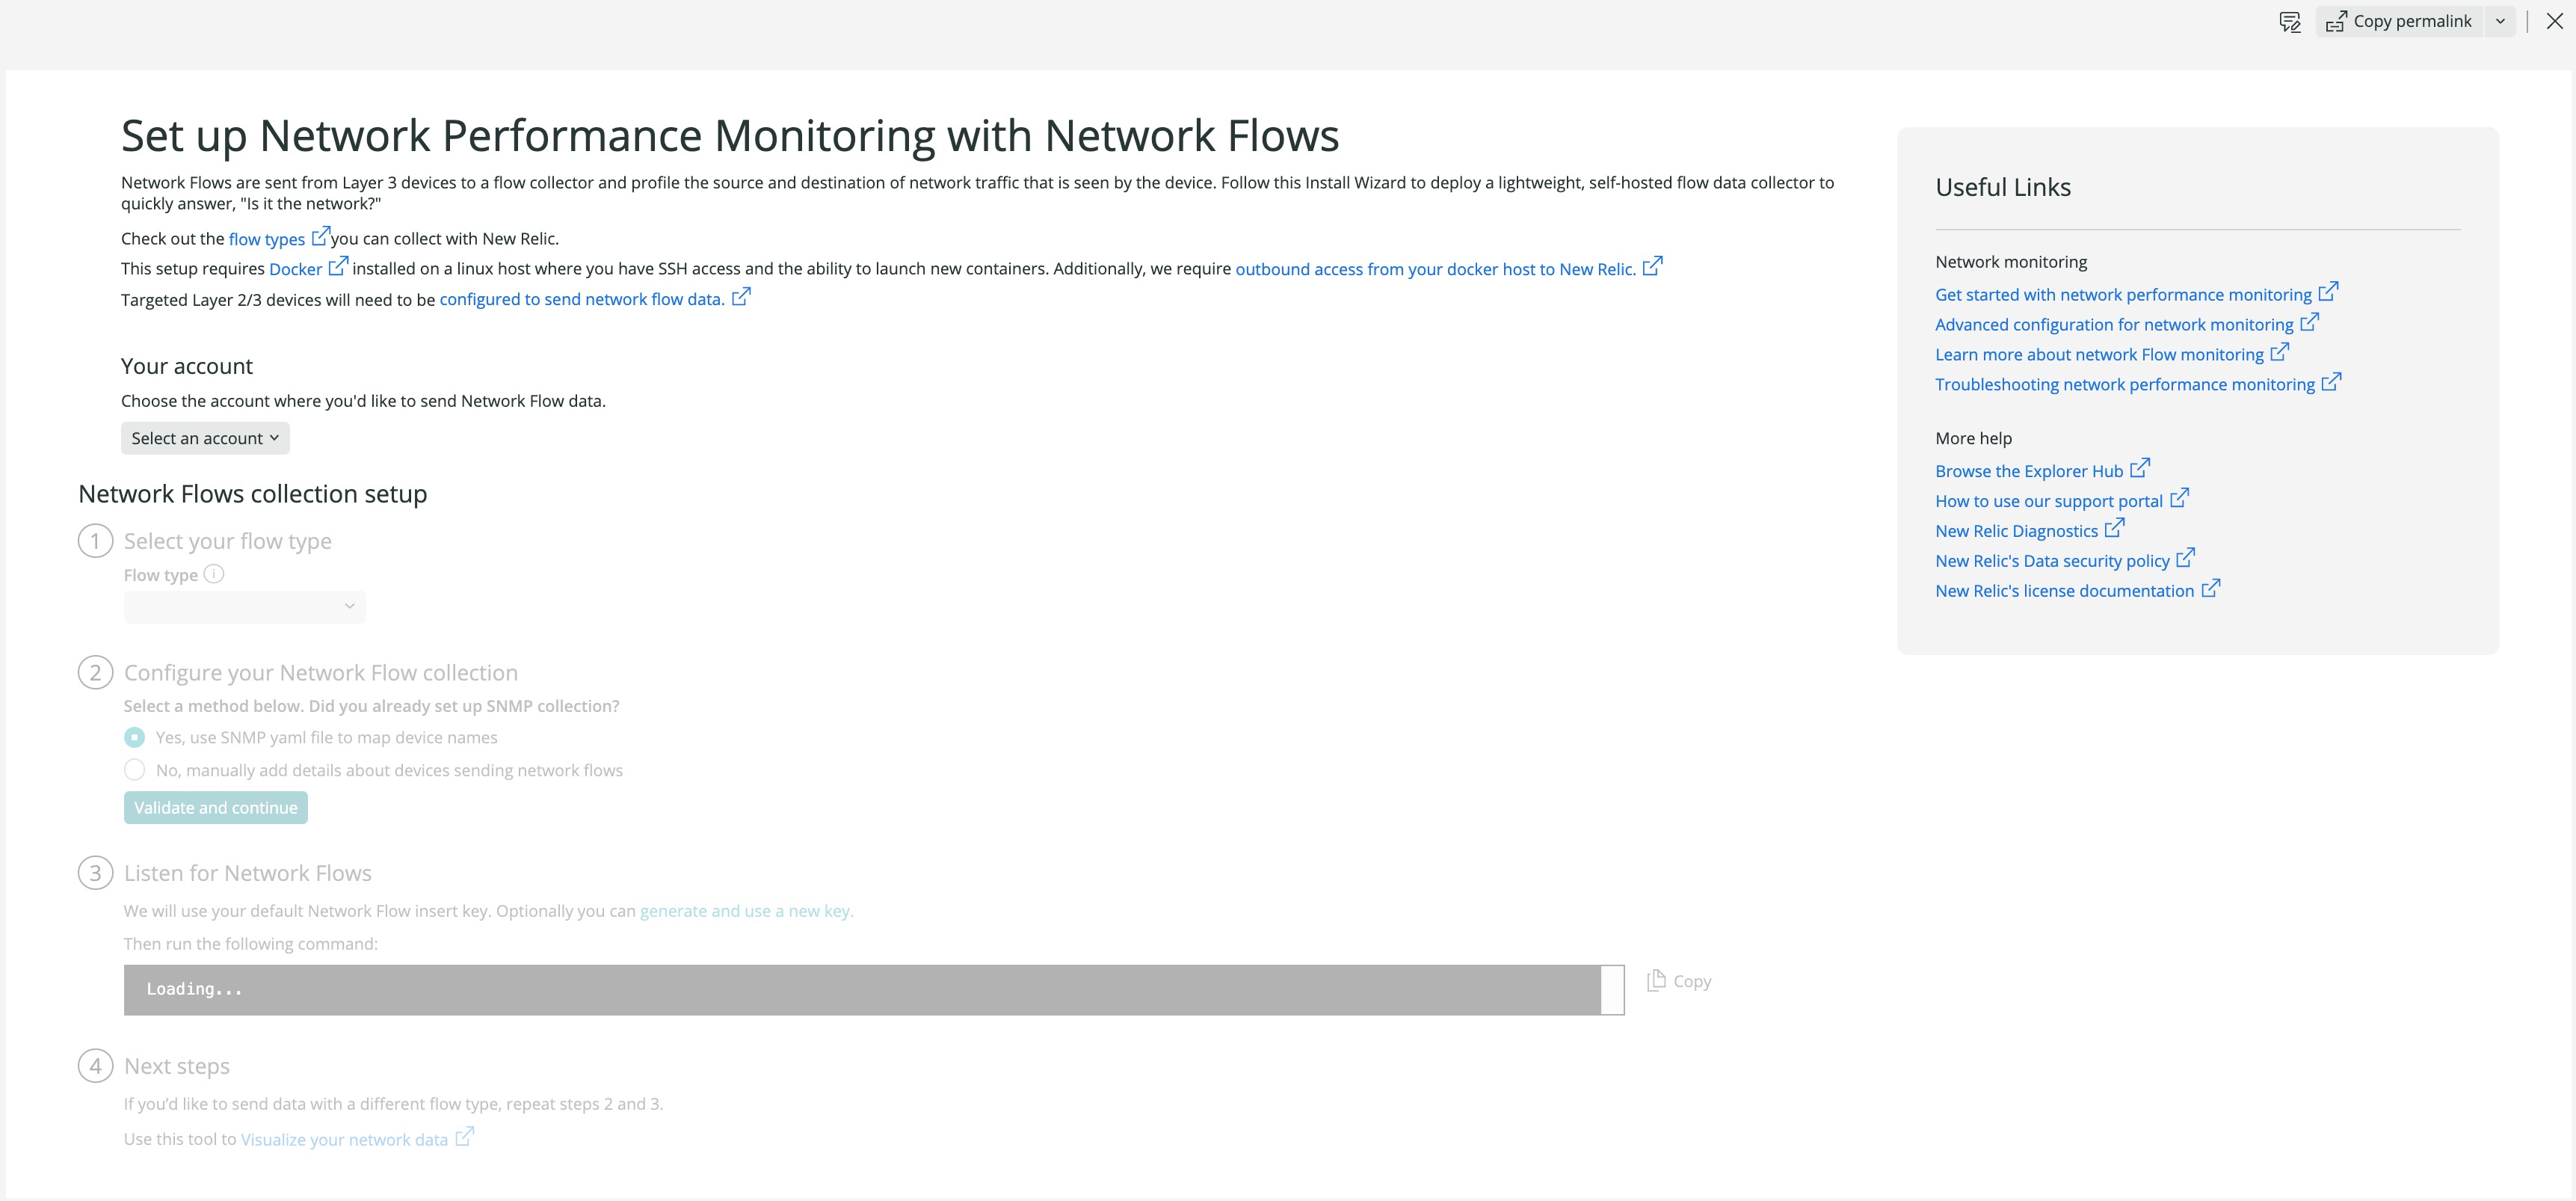 Copy permalink
Set up Network Performance Monitoring with Network Flows
Network Flows are sent from Layer 3 devices to a flow collector and profile the source and destination of network traffic that is seen by the device. Follow this Install Wizard to deploy a lightweight, self-hosted flow data collector to
quickly answer, "Is it the network?"
Check out the flow types you can collect with New Relic.
This setup requires Docker installed on a linux host where you have SSH access and the ability to launch new containers. Additionally, we require outbound access from your docker host to New Relic.
Targeted Layer 2/3 devices will need to be configured to send network flow data.
Your account
Choose the account where you'd like to send Network Flow data.
Select an account
Network Flows collection setup
1 Select your flow type
Flow type
2 Configure your Network Flow collection
Select a method below. Did you already set up SNMP collection?
Yes, use SNMP yaml file to map device names
No, manually add details about devices sending network flows
Validate and continue
3 Listen for Network Flows
We will use your default Network Flow insert key. Optionally you can generate and use a new key.
Then run the following command:
Loading...
Copy
4 Next steps
If you'd like to send data with a different flow type, repeat steps 2 and 3.
Use this tool to Visualize your network data
Useful Links
Network monitoring
Get started with network performance monitoring
Advanced configuration for network monitoring
Learn more about network Flow monitoring
Troubleshooting network performance monitoring
More help
Browse the Explorer Hub
How to use our support portal
New Relic Diagnostics
New Relic's Data security policy
New Relic's license documentation